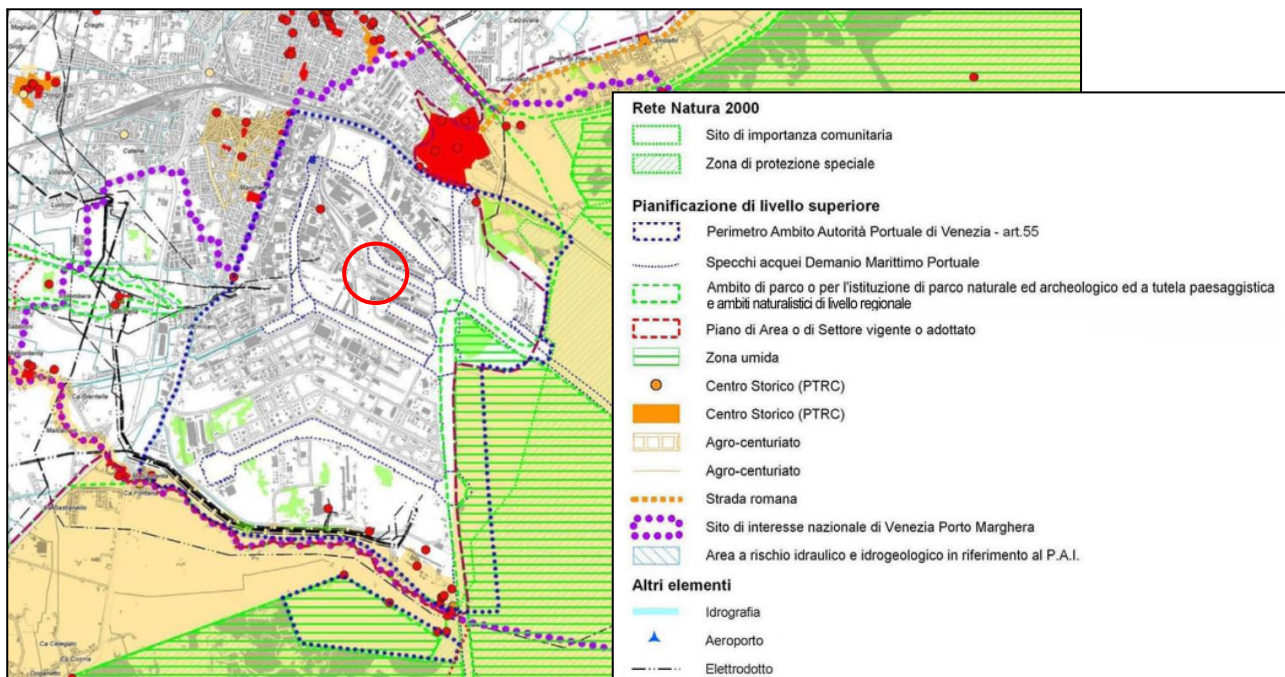 Rete Natura 2000
Sito di importanza comunitaria
Zona di protezione speciale
Pianificazione di livello superiore
Perimetro Ambito Autorità Portuale di Venezia - art.55
Specchi acquei Demanio Marittimo Portuale
Ambito di parco o per l'istituzione di parco naturale ed archeologico ed a tutela paesaggistica
e ambiti naturalistici di livello regionale
Piano di Area o di Settore vigente o adottato
Zona umida
Centro Storico (PTRC)
Centro Storico (PTRC)
Agro-centuriato
Agro-centuriato
Strada romana
Sito di interesse nazionale di Venezia Porto Marghera
Area a rischio idraulico e idrogeologico in riferimento al P.A.I.
Altri elementi
Idrografia
Aeroporto
Elettrodotto